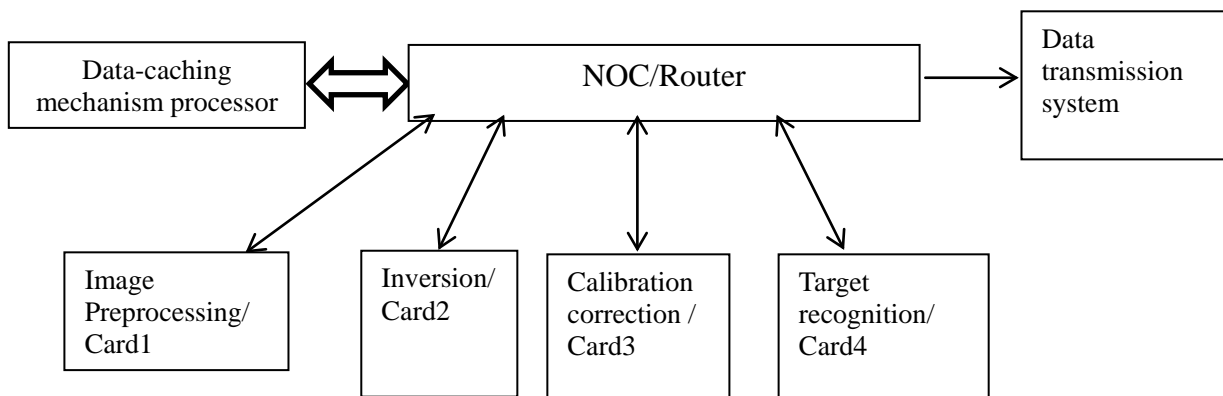 Data-caching
mechanism processor
NOC/Router
Data
transmission
system
Image
Preprocessing/
Card1
Inversion/
Card2
Calibration
correction /
Card3
Target
recognition/
Card4